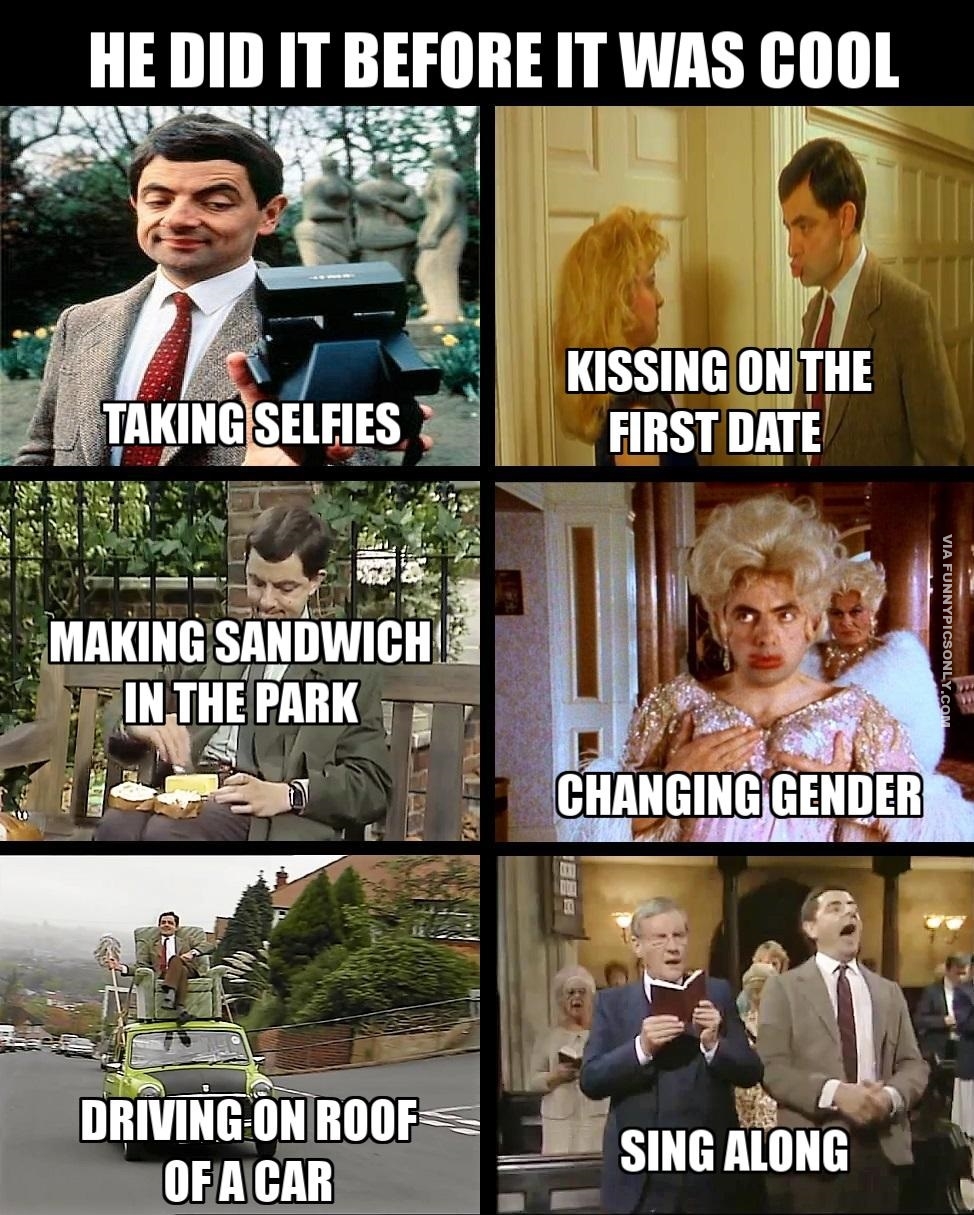 HE DID IT BEFORE IT WAS COOL
TAKING SELFIES
KISSING ON THE
FIRST DATE
MAKING SANDWICH
IN THE PARK
CHANGING GENDER
VIA FUNNYPICSONLY.COM
DRIVING ON ROOF
OF A CAR
SING ALONG